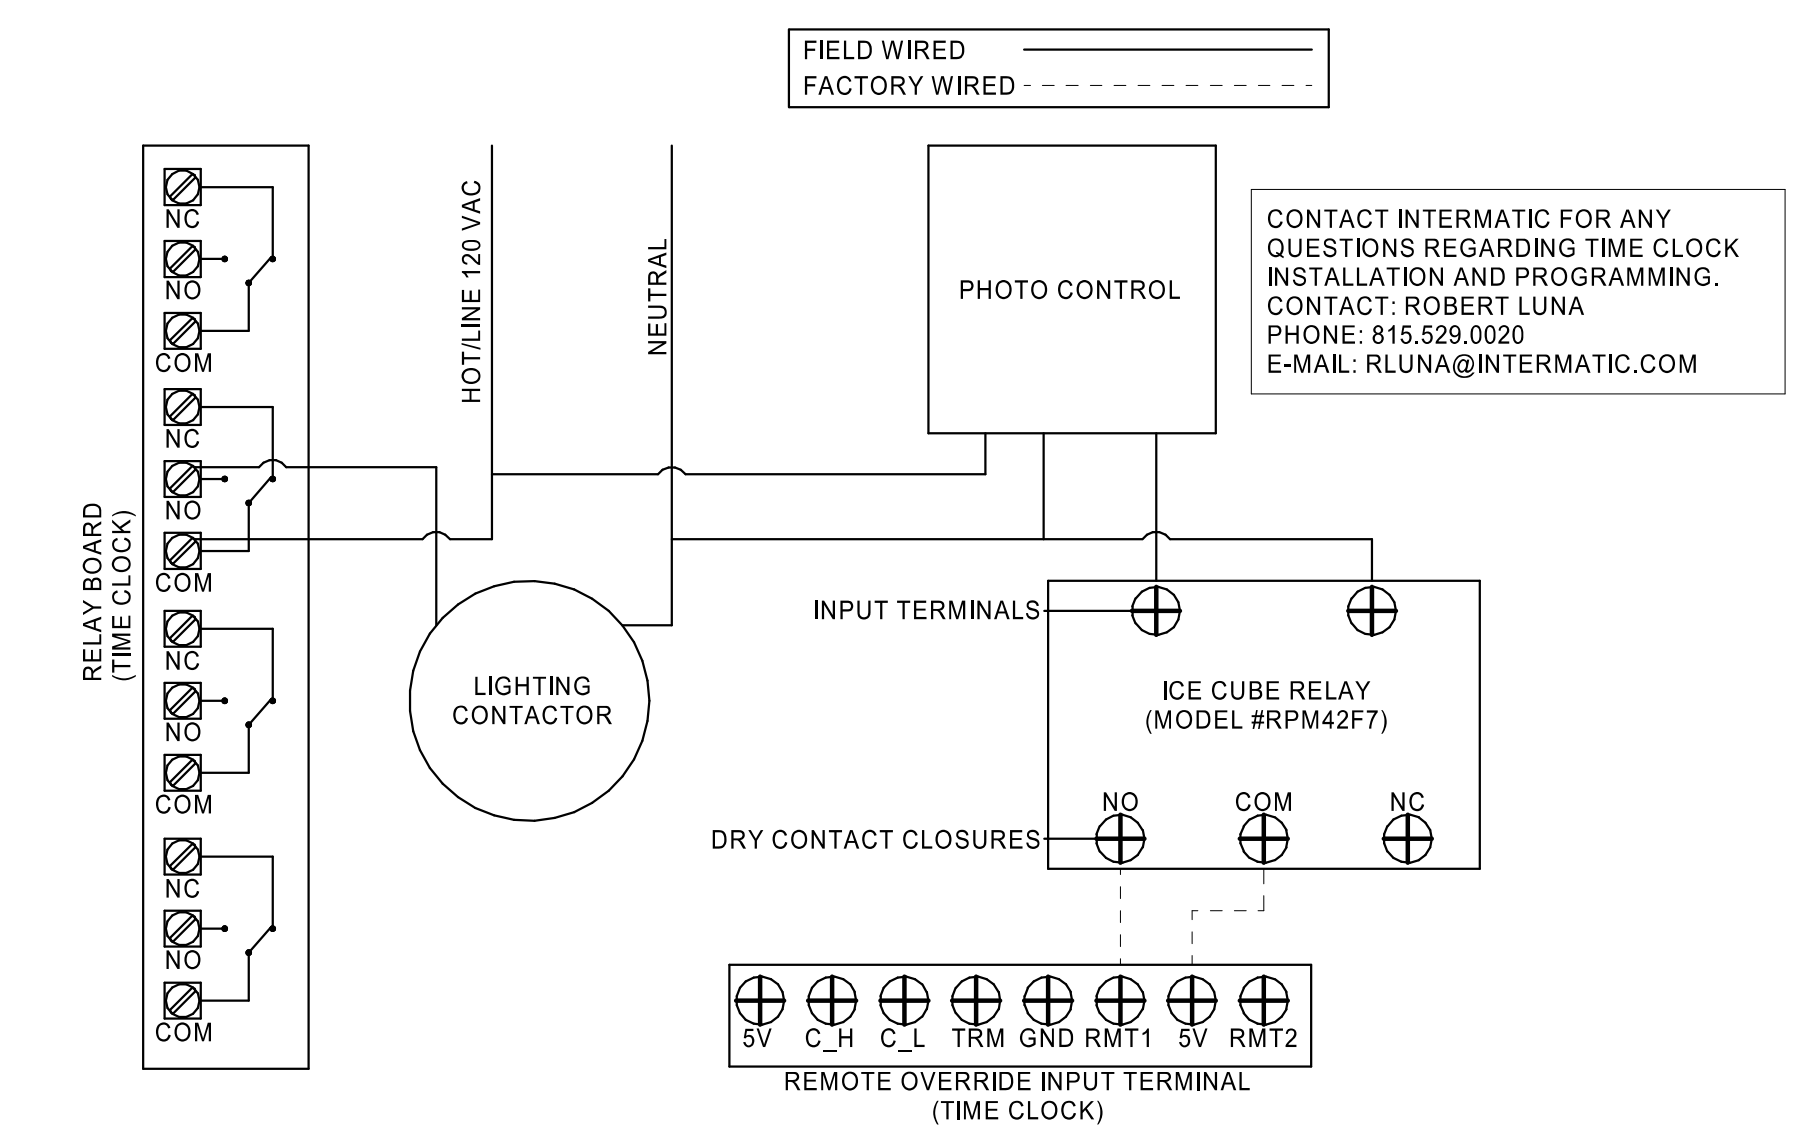 FIELD WIRED
FACTORY WIRED
RELAY BOARD
(TIME CLOCK)
NC
NO
COM
NC
NO
COM
NC
NO
COM
NC
NO
COM
HOT/LINE 120 VAC
NEUTRAL
PHOTO CONTROL
CONTACT INTERMATIC FOR ANY
QUESTIONS REGARDING TIME CLOCK
INSTALLATION AND PROGRAMMING.
CONTACT: ROBERT LUNA
PHONE: 815.529.0020
E-MAIL: RLUNA@INTERMATIC.COM
LIGHTING
CONTACTOR
INPUT TERMINALS
ICE CUBE RELAY
(MODEL #RPM42F7)
NO
COM
NC
DRY CONTACT CLOSURES
5V
C_H
C_L
TRM
GND
RMT1
5V
RMT2
REMOTE OVERRIDE INPUT TERMINAL
(TIME CLOCK)